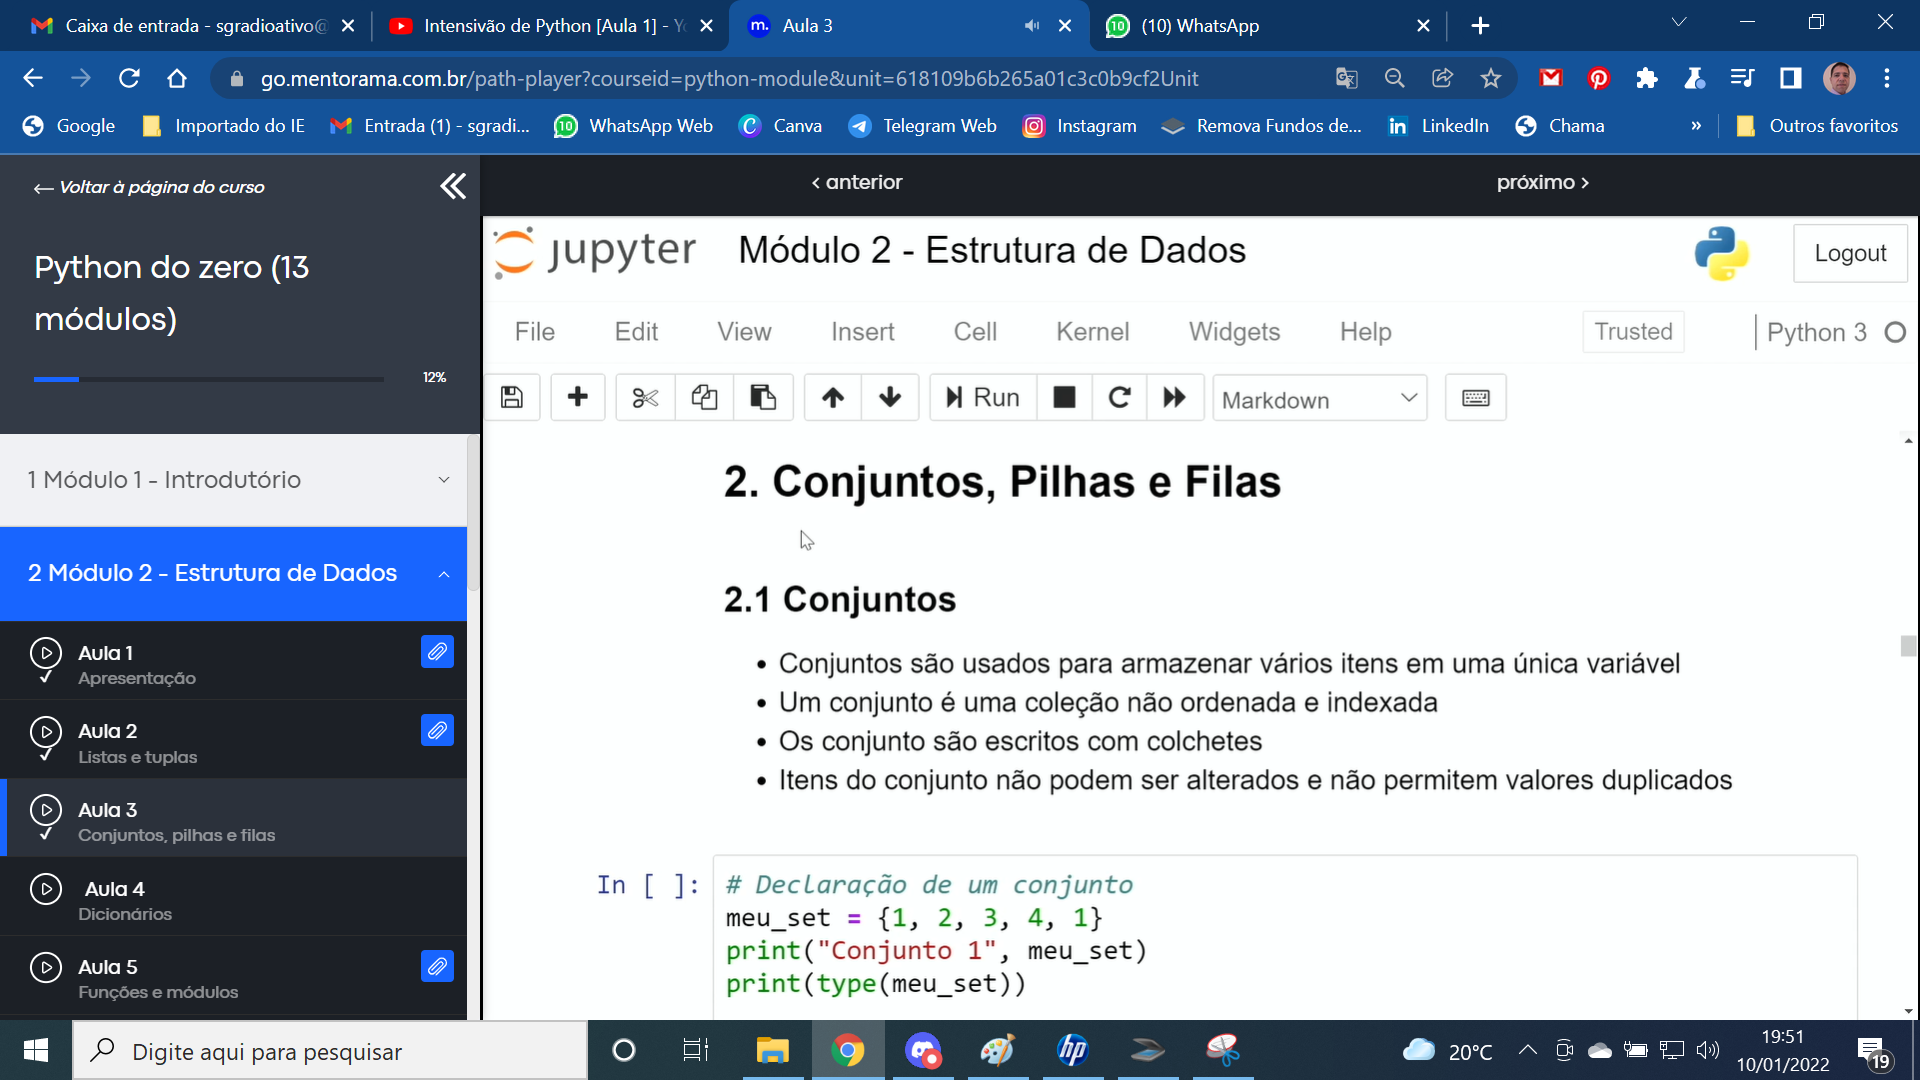 Caixa de entrada - sgradioativo@
Intensivão de Python [Aula 1] - Yo
Aula 3
(10) WhatsApp
go.mentorama.com.br/path-player?courseid=python-module&unit=618109b6b265a01c3c0b9cf2Unit
Google
Importado do IE
Entrada (1) - sgradi...
10
WhatsApp Web
Canva
Telegram Web
Instagram
Remova Fundos de...
LinkedIn
Chama
»
Outros favoritos
Voltar à página do curso
‹ anterior
próximo ›
Python do zero (13
módulos)
12%
jupyter
Módulo 2 - Estrutura de Dados
Logout
File
Edit
View
Insert
Cell
Kernel
Widgets
Help
Trusted
Python 3
Run
Markdown
1 Módulo 1 - Introdutório
2 Módulo 2 - Estrutura de Dados
Aula 1
Apresentação
Aula 2
Listas e tuplas
Aula 3
Conjuntos, pilhas e filas
Aula 4
Dicionários
Aula 5
Funções e módulos
2. Conjuntos, Pilhas e Filas
2.1 Conjuntos
• Conjuntos são usados para armazenar vários itens em uma única variável
• Um conjunto é uma coleção não ordenada e indexada
• Os conjunto são escritos com colchetes
• Itens do conjunto não podem ser alterados e não permitem valores duplicados
In [ ]:
# Declaração de um conjunto
meu_set = {1, 2, 3, 4, 1}
print("Conjunto 1", meu_set)
print(type(meu_set))
Digite aqui para pesquisar
20°C
19:51
10/01/2022
19